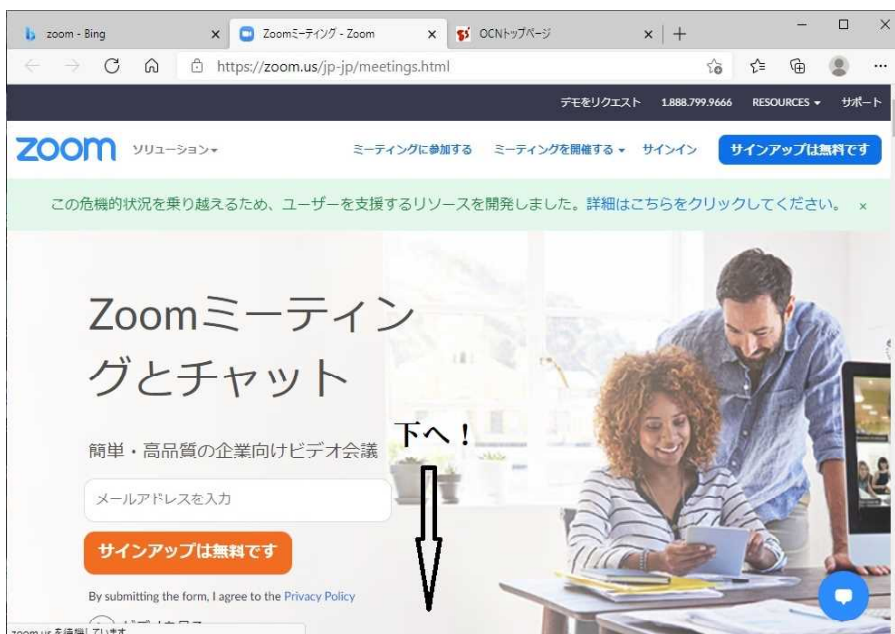 zoom - Bing
Zoomミーティング - Zoom
OCNトップページ
https://zoom.us/jp-jp/meetings.html
デモをリクエスト 1.888.799.9666 RESOURCES サポート
zoom ソリューション ミーティングに参加する ミーティングを開催する サインイン サインアップは無料です
この危機的状況を乗り越えるため、ユーザーを支援するリソースを開発しました。詳細はこちらをクリックしてください。 ×
Zoomミーティン
グとチャット
下へ！
簡単・高品質の企業向けビデオ会議
メールアドレスを入力
サインアップは無料です
By submitting the form, I agree to the Privacy Policy